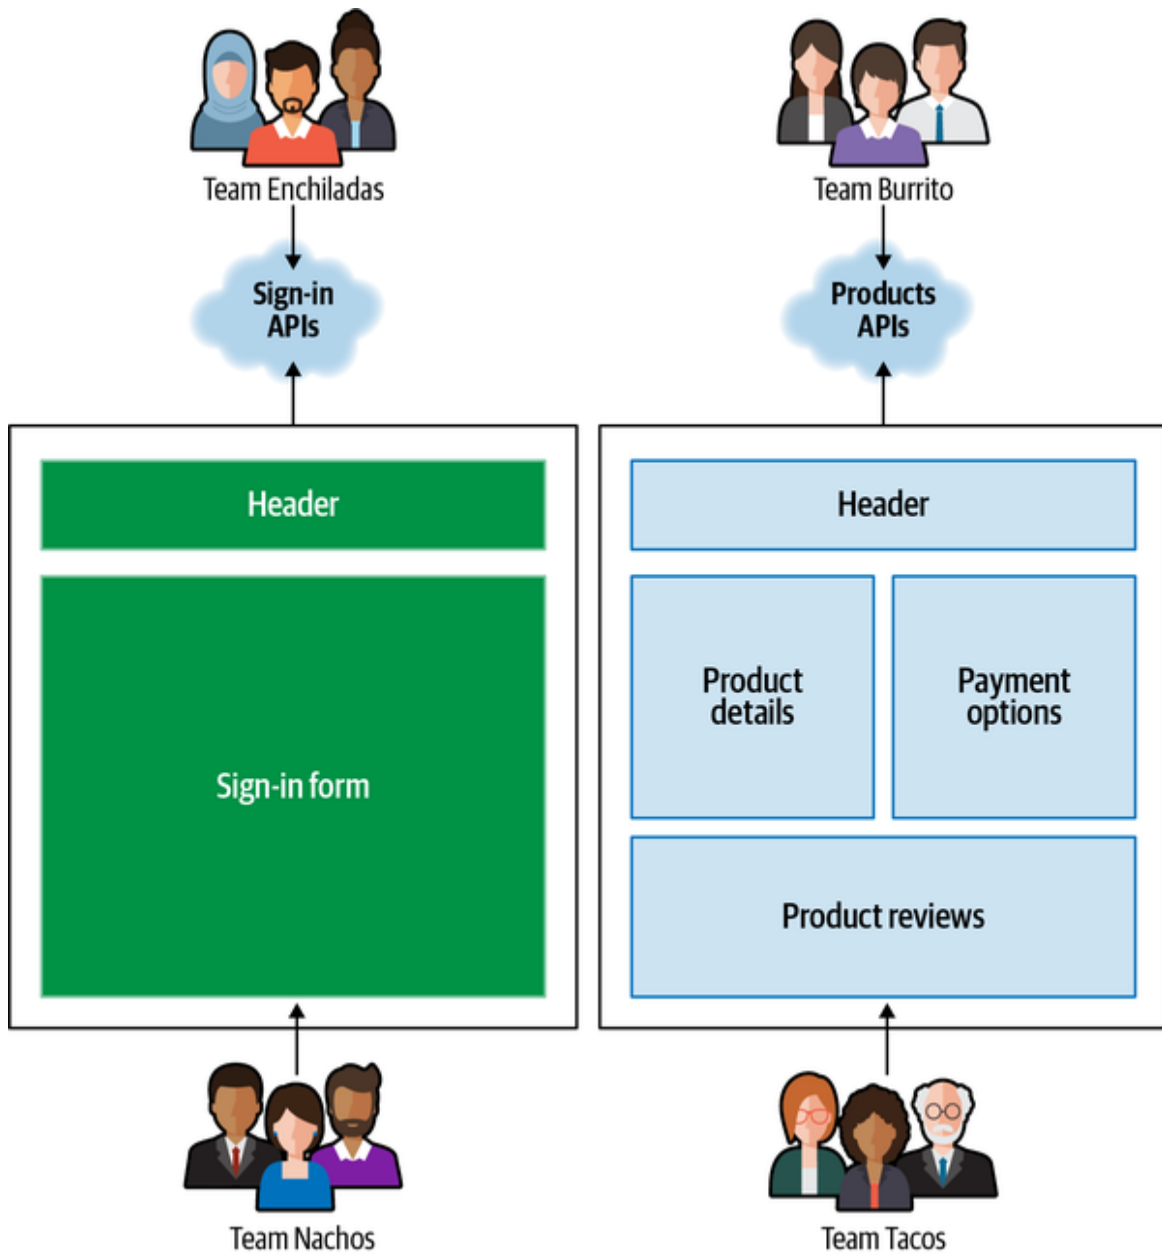 Team Enchiladas
Team Burrito
Sign-in
APIs
Products
APIs
Header
Sign-in form
Header
Product
details
Payment
options
Product reviews
Team Nachos
Team Tacos